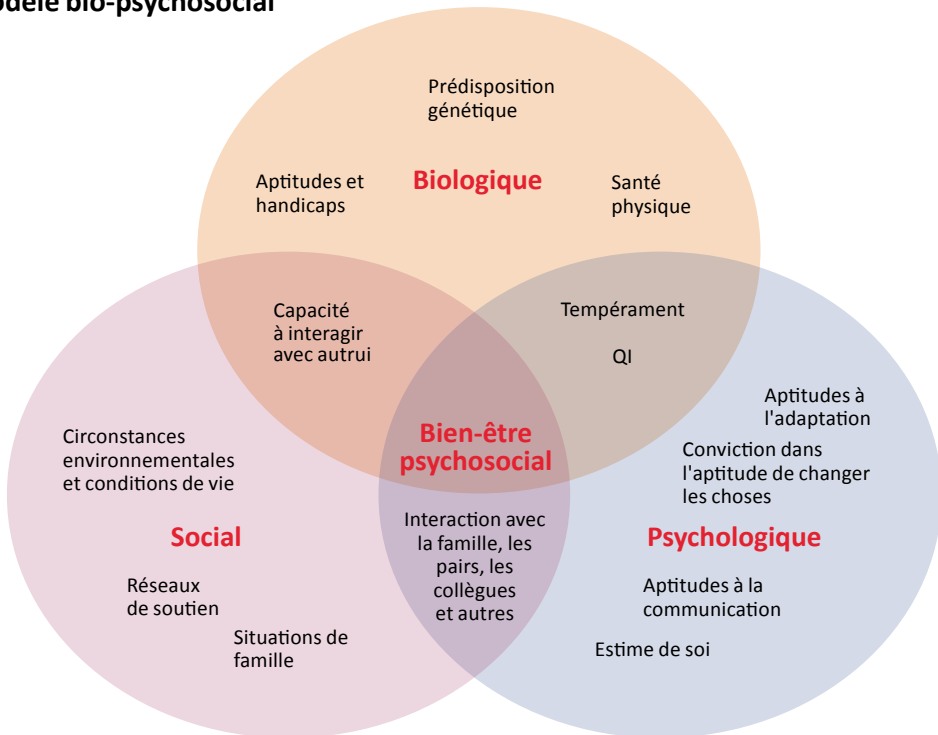 odèle bio-psychosocial
Prédisposition
génétique
Biologique
Aptitudes et
handicaps
Santé
physique
Capacité
à interagir
avec autrui
Tempérament
QI
Bien-être
psychosocial
Aptitudes à
l'adaptation
Conviction dans
l'aptitude de changer
les choses
Circonstances
environnementales
et conditions de vie
Social
Interaction avec
la famille, les
pairs, les
collègues
et autres
Psychologique
Réseaux
de soutien
Situations de
famille
Aptitudes à la
communication
Estime de soi